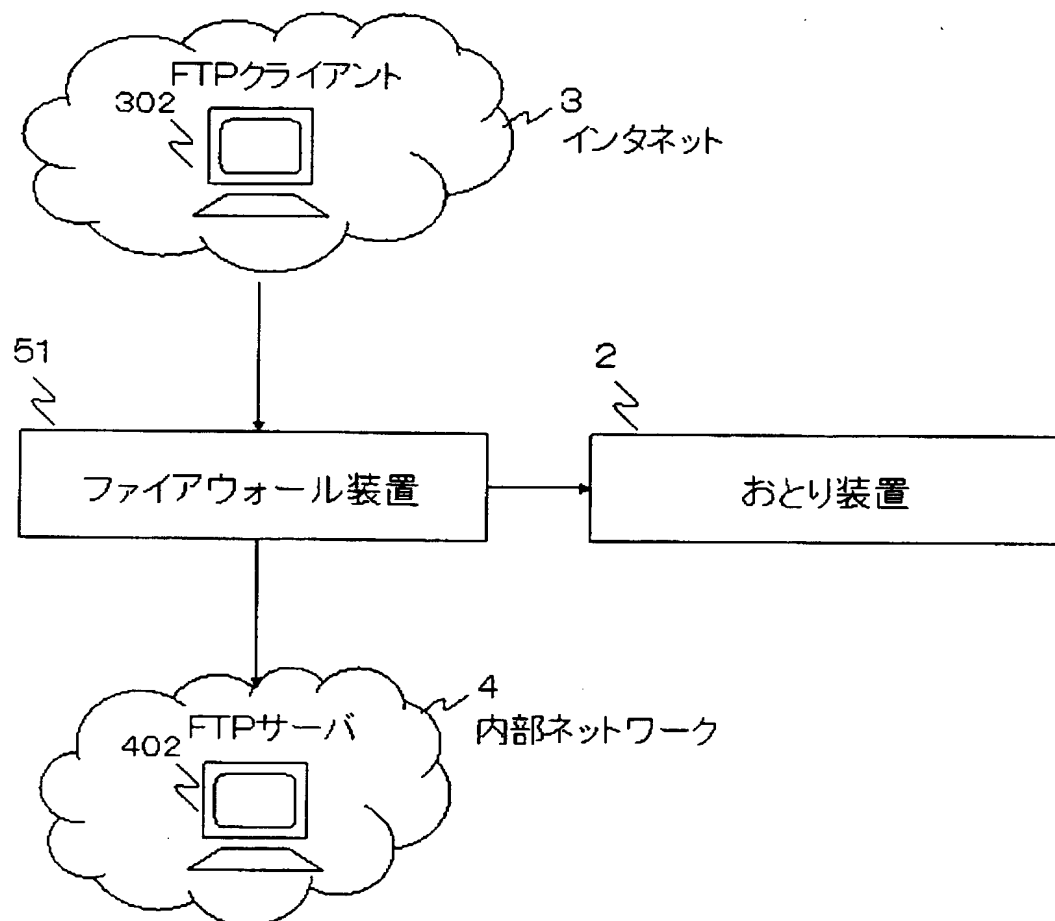 FTPクライアント
302
3
インタネット
51
2
ファイアウォール装置
おとり装置
FTPサーバ
4
内部ネットワーク
402